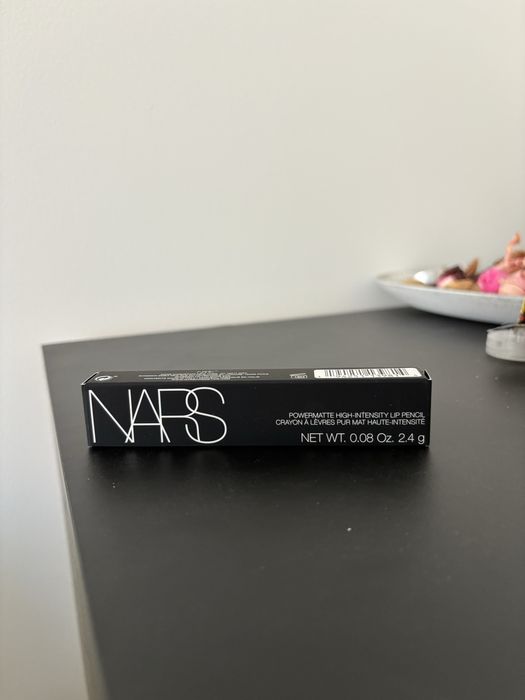 NARS
POWERMATTE HIGH-INTENSITY LIP PENCIL
CRAYON À LÈVRES PUR MAT HAUTE-INTENSITÉ
NET WT. 0.08 Oz. 2.4 g